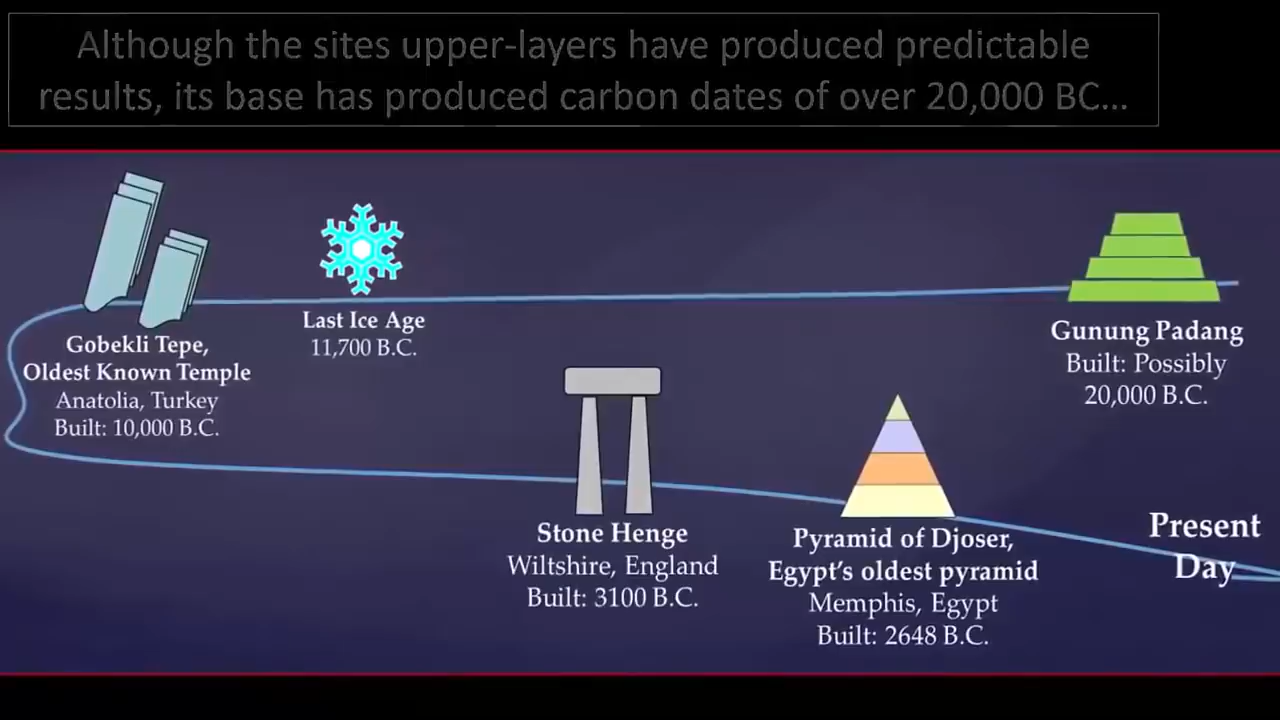 Although the sites upper-layers have produced predictable
results, its base has produced carbon dates of over 20,000 BC...
Gobekli Tepe,
Oldest Known Temple
Anatolia, Turkey
Built: 10,000 B.C.
Last Ice Age
11,700 B.C.
Gunung Padang
Built: Possibly
20,000 B.C.
Stone Henge
Wiltshire, England
Built: 3100 B.C.
Pyramid of Djoser,
Egypt's oldest pyramid
Memphis, Egypt
Built: 2648 B.C.
Present
Day